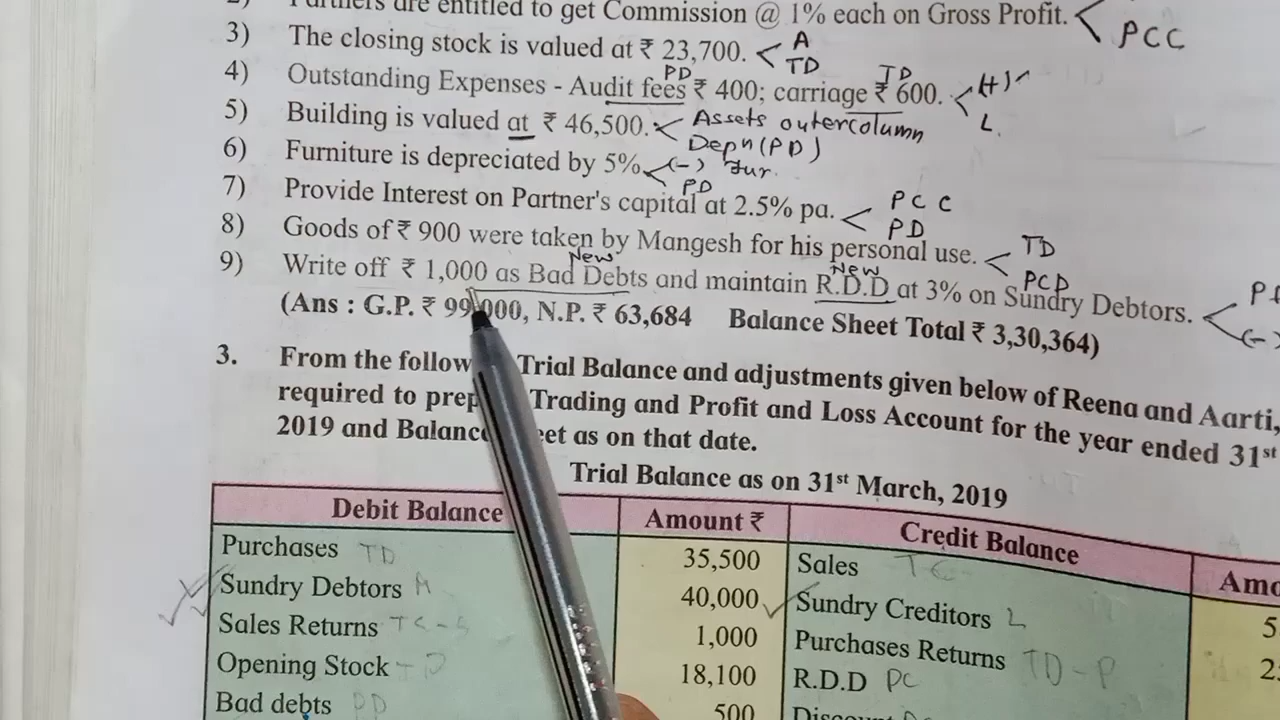 2) Partners are entitled to get Commission @ 1% each on Gross Profit. < PCC
3) The closing stock is valued at ₹ 23,700. < A
TD
PD TD
4) Outstanding Expenses - Audit fees ₹ 400; carriage ₹ 600. < (+)
L.
5) Building is valued at ₹ 46,500. < Assets outercolumn
Depn (PD)
6) Furniture is depreciated by 5% < (-) fur.
PD
7) Provide Interest on Partner's capital at 2.5% pa. < PCC
PD
8) Goods of ₹ 900 were taken by Mangesh for his personal use. < TD
PCD
New New
9) Write off ₹ 1,000 as Bad Debts and maintain R.D.D at 3% on Sundry Debtors. <
(-)
(Ans : G.P. ₹ 99,000, N.P. ₹ 63,684 Balance Sheet Total ₹ 3,30,364)
3. From the follow Trial Balance and adjustments given below of Reena and Aarti,
required to prep Trading and Profit and Loss Account for the year ended 31st
2019 and Balance eet as on that date.
Trial Balance as on 31st March, 2019
Debit Balance Amount ₹ Credit Balance Amo
Purchases TD 35,500 Sales TC
Sundry Debtors A 40,000 Sundry Creditors L 5
Sales Returns TC-S 1,000 Purchases Returns TD-P 2
Opening Stock TD 18,100 R.D.D PC
Bad debts PD 500 Discount